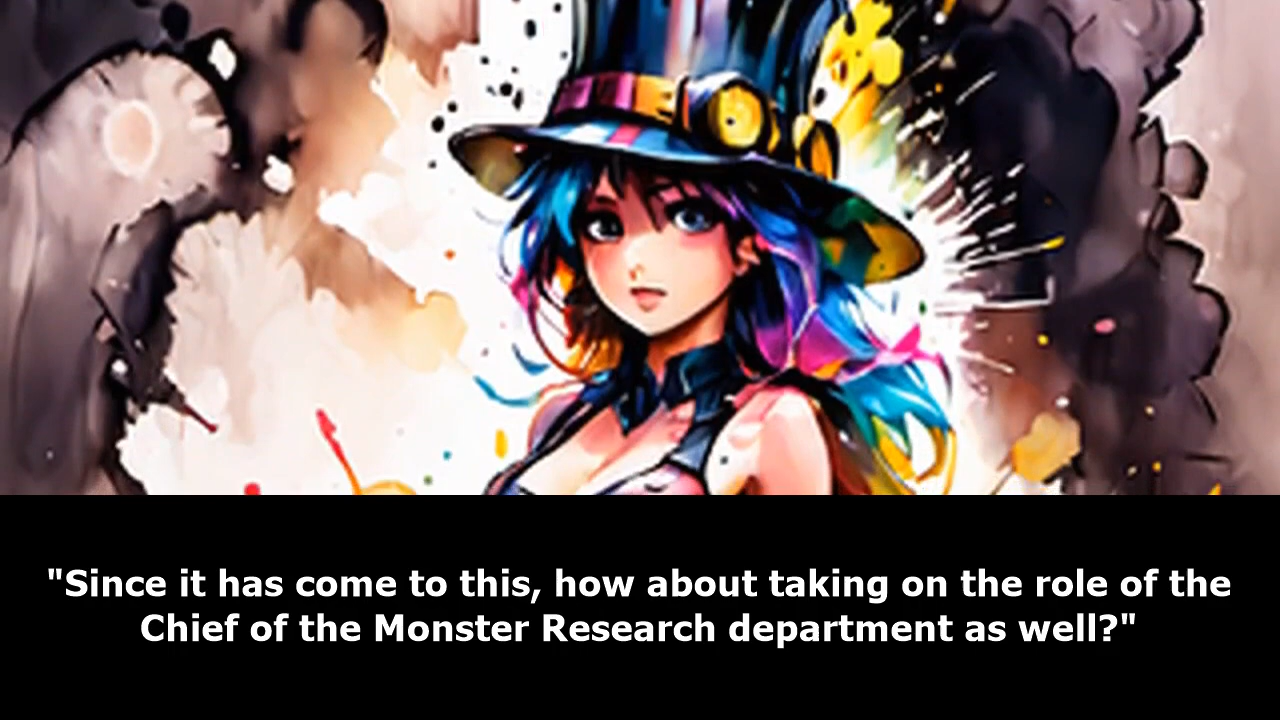 "Since it has come to this, how about taking on the role of the
Chief of the Monster Research department as well?"